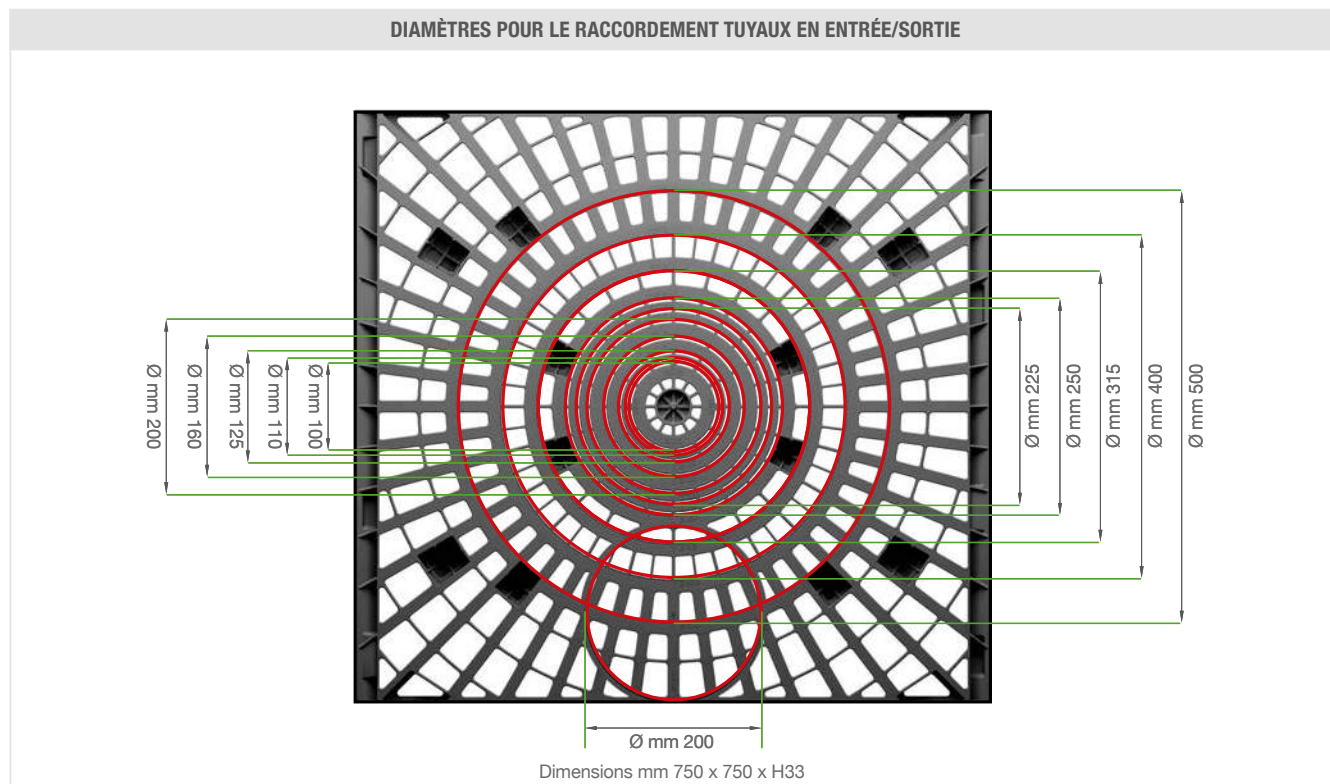 DIAMÈTRES POUR LE RACCORDEMENT TUYAUX EN ENTRÉE/SORTIE
Ø mm 200
Ø mm 160
Ø mm 125
Ø mm 110
Ø mm 100
Ø mm 225
Ø mm 250
Ø mm 315
Ø mm 400
Ø mm 500
Ø mm 200
Dimensions mm 750 x 750 x H33